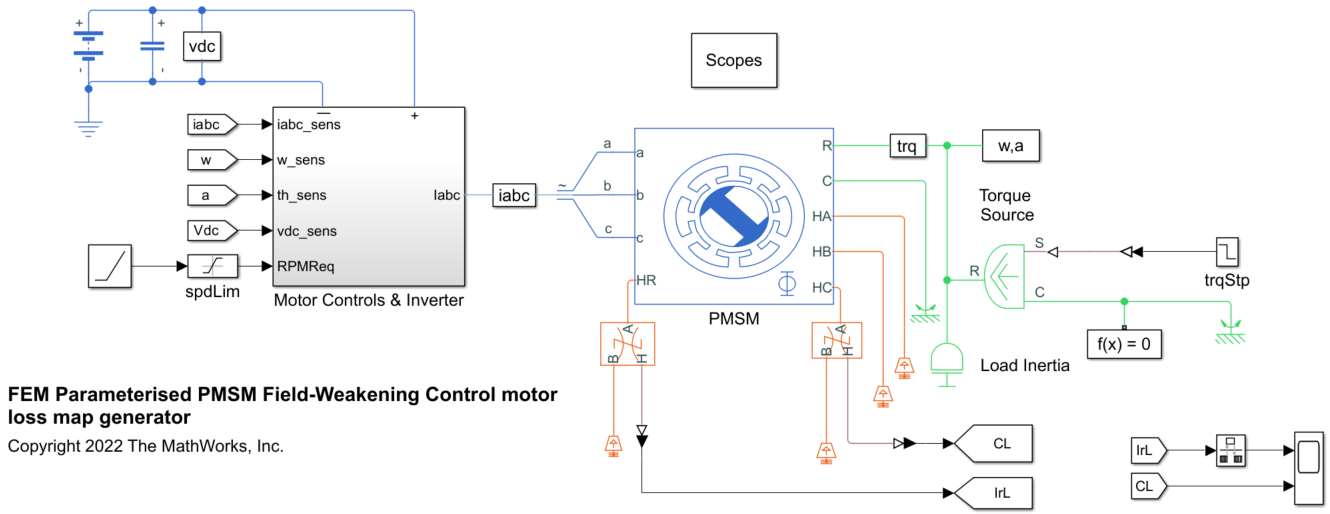 +
+
vdc
-
-
Scopes
—
+
iabc
iabc_sens
w
w_sens
a
th_sens
Iabc
iabc
~
Vdc
vdc_sens
RPMReq
spdLim
Motor Controls & Inverter
a
a
b
b
c
c
HR
R
C
HA
HB
HC
Φ
PMSM
trq
w,a
Torque
Source
S
R
C
trqStp
f(x) = 0
Load Inertia
A
B
H
A
B
H
FEM Parameterised PMSM Field-Weakening Control motor
loss map generator
Copyright 2022 The MathWorks, Inc.
CL
IrL
IrL
CL